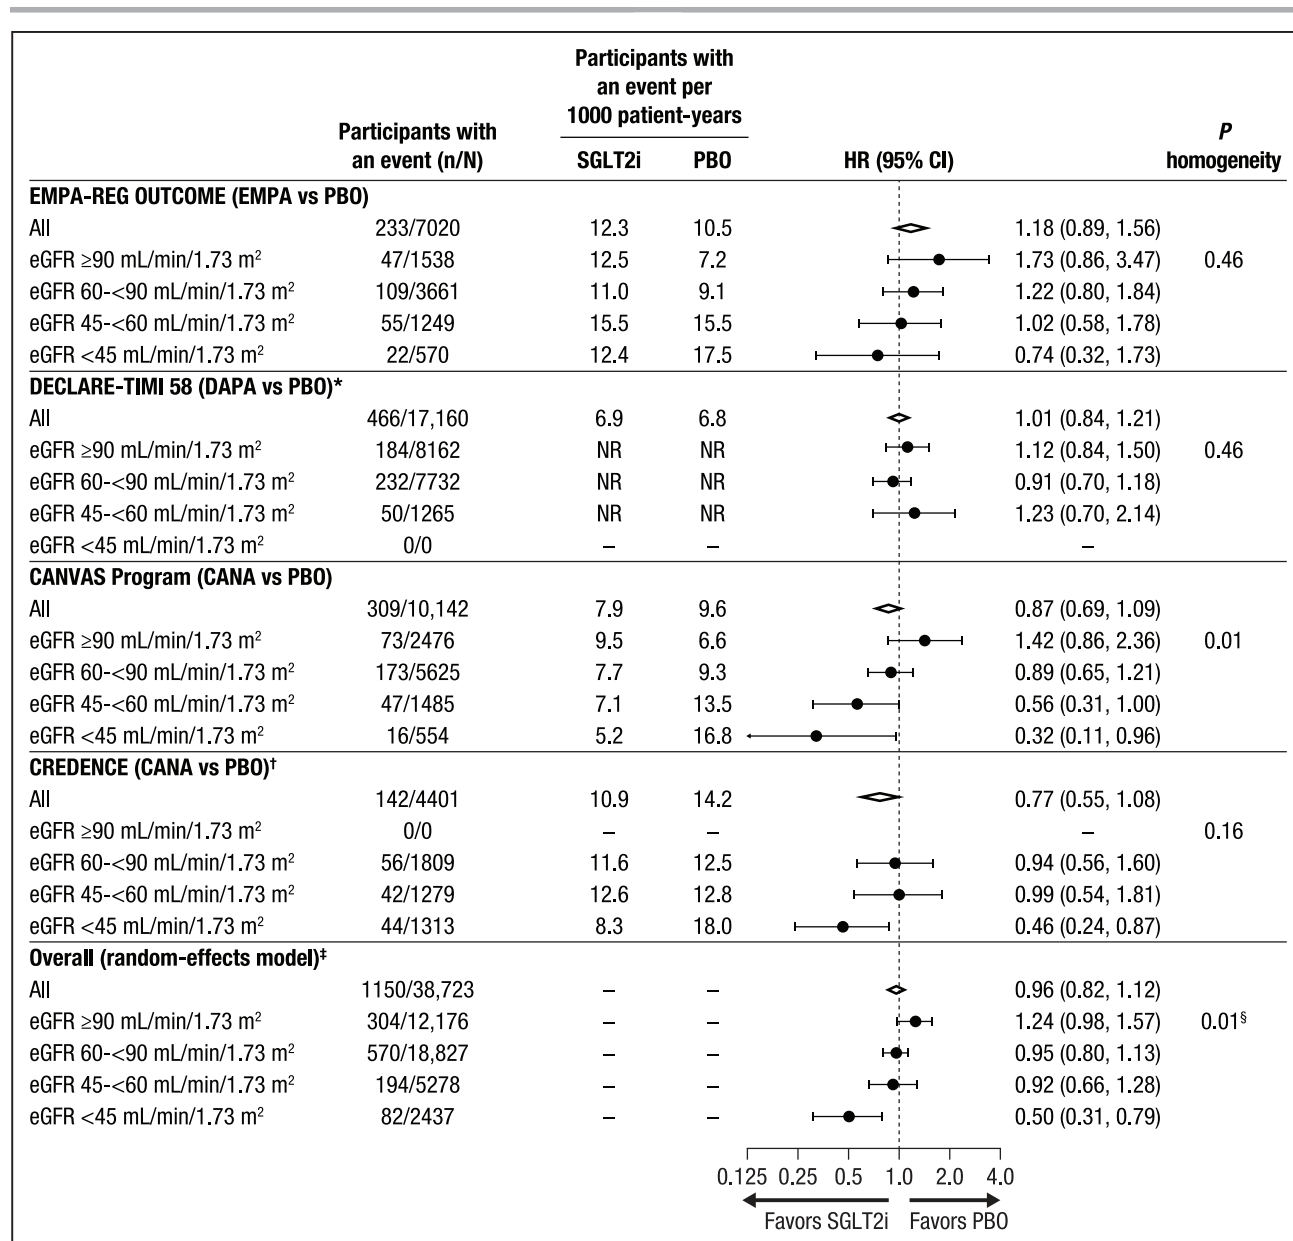 Participants with
an event per
1000 patient-years
Participants with
an event (n/N)
SGLT2i PBO HR (95% CI)
P
homogeneity
EMPA-REG OUTCOME (EMPA vs PBO)
All 233/7020 12.3 10.5 1.18 (0.89, 1.56)
eGFR ≥90 mL/min/1.73 m² 47/1538 12.5 7.2 1.73 (0.86, 3.47) 0.46
eGFR 60-<90 mL/min/1.73 m² 109/3661 11.0 9.1 1.22 (0.80, 1.84)
eGFR 45-<60 mL/min/1.73 m² 55/1249 15.5 15.5 1.02 (0.58, 1.78)
eGFR <45 mL/min/1.73 m² 22/570 12.4 17.5 0.74 (0.32, 1.73)
DECLARE-TIMI 58 (DAPA vs PBO)*
All 466/17,160 6.9 6.8 1.01 (0.84, 1.21)
eGFR ≥90 mL/min/1.73 m² 184/8162 NR NR 1.12 (0.84, 1.50) 0.46
eGFR 60-<90 mL/min/1.73 m² 232/7732 NR NR 0.91 (0.70, 1.18)
eGFR 45-<60 mL/min/1.73 m² 50/1265 NR NR 1.23 (0.70, 2.14)
eGFR <45 mL/min/1.73 m² 0/0 – – –
CANVAS Program (CANA vs PBO)
All 309/10,142 7.9 9.6 0.87 (0.69, 1.09)
eGFR ≥90 mL/min/1.73 m² 73/2476 9.5 6.6 1.42 (0.86, 2.36) 0.01
eGFR 60-<90 mL/min/1.73 m² 173/5625 7.7 9.3 0.89 (0.65, 1.21)
eGFR 45-<60 mL/min/1.73 m² 47/1485 7.1 13.5 0.56 (0.31, 1.00)
eGFR <45 mL/min/1.73 m² 16/554 5.2 16.8 0.32 (0.11, 0.96)
CREDENCE (CANA vs PBO)†
All 142/4401 10.9 14.2 0.77 (0.55, 1.08)
eGFR ≥90 mL/min/1.73 m² 0/0 – – – 0.16
eGFR 60-<90 mL/min/1.73 m² 56/1809 11.6 12.5 0.94 (0.56, 1.60)
eGFR 45-<60 mL/min/1.73 m² 42/1279 12.6 12.8 0.99 (0.54, 1.81)
eGFR <45 mL/min/1.73 m² 44/1313 8.3 18.0 0.46 (0.24, 0.87)
Overall (random-effects model)‡
All 1150/38,723 – – 0.96 (0.82, 1.12)
eGFR ≥90 mL/min/1.73 m² 304/12,176 – – 1.24 (0.98, 1.57) 0.01§
eGFR 60-<90 mL/min/1.73 m² 570/18,827 – – 0.95 (0.80, 1.13)
eGFR 45-<60 mL/min/1.73 m² 194/5278 – – 0.92 (0.66, 1.28)
eGFR <45 mL/min/1.73 m² 82/2437 – – 0.50 (0.31, 0.79)
0.125 0.25 0.5 1.0 2.0 4.0
Favors SGLT2i Favors PBO